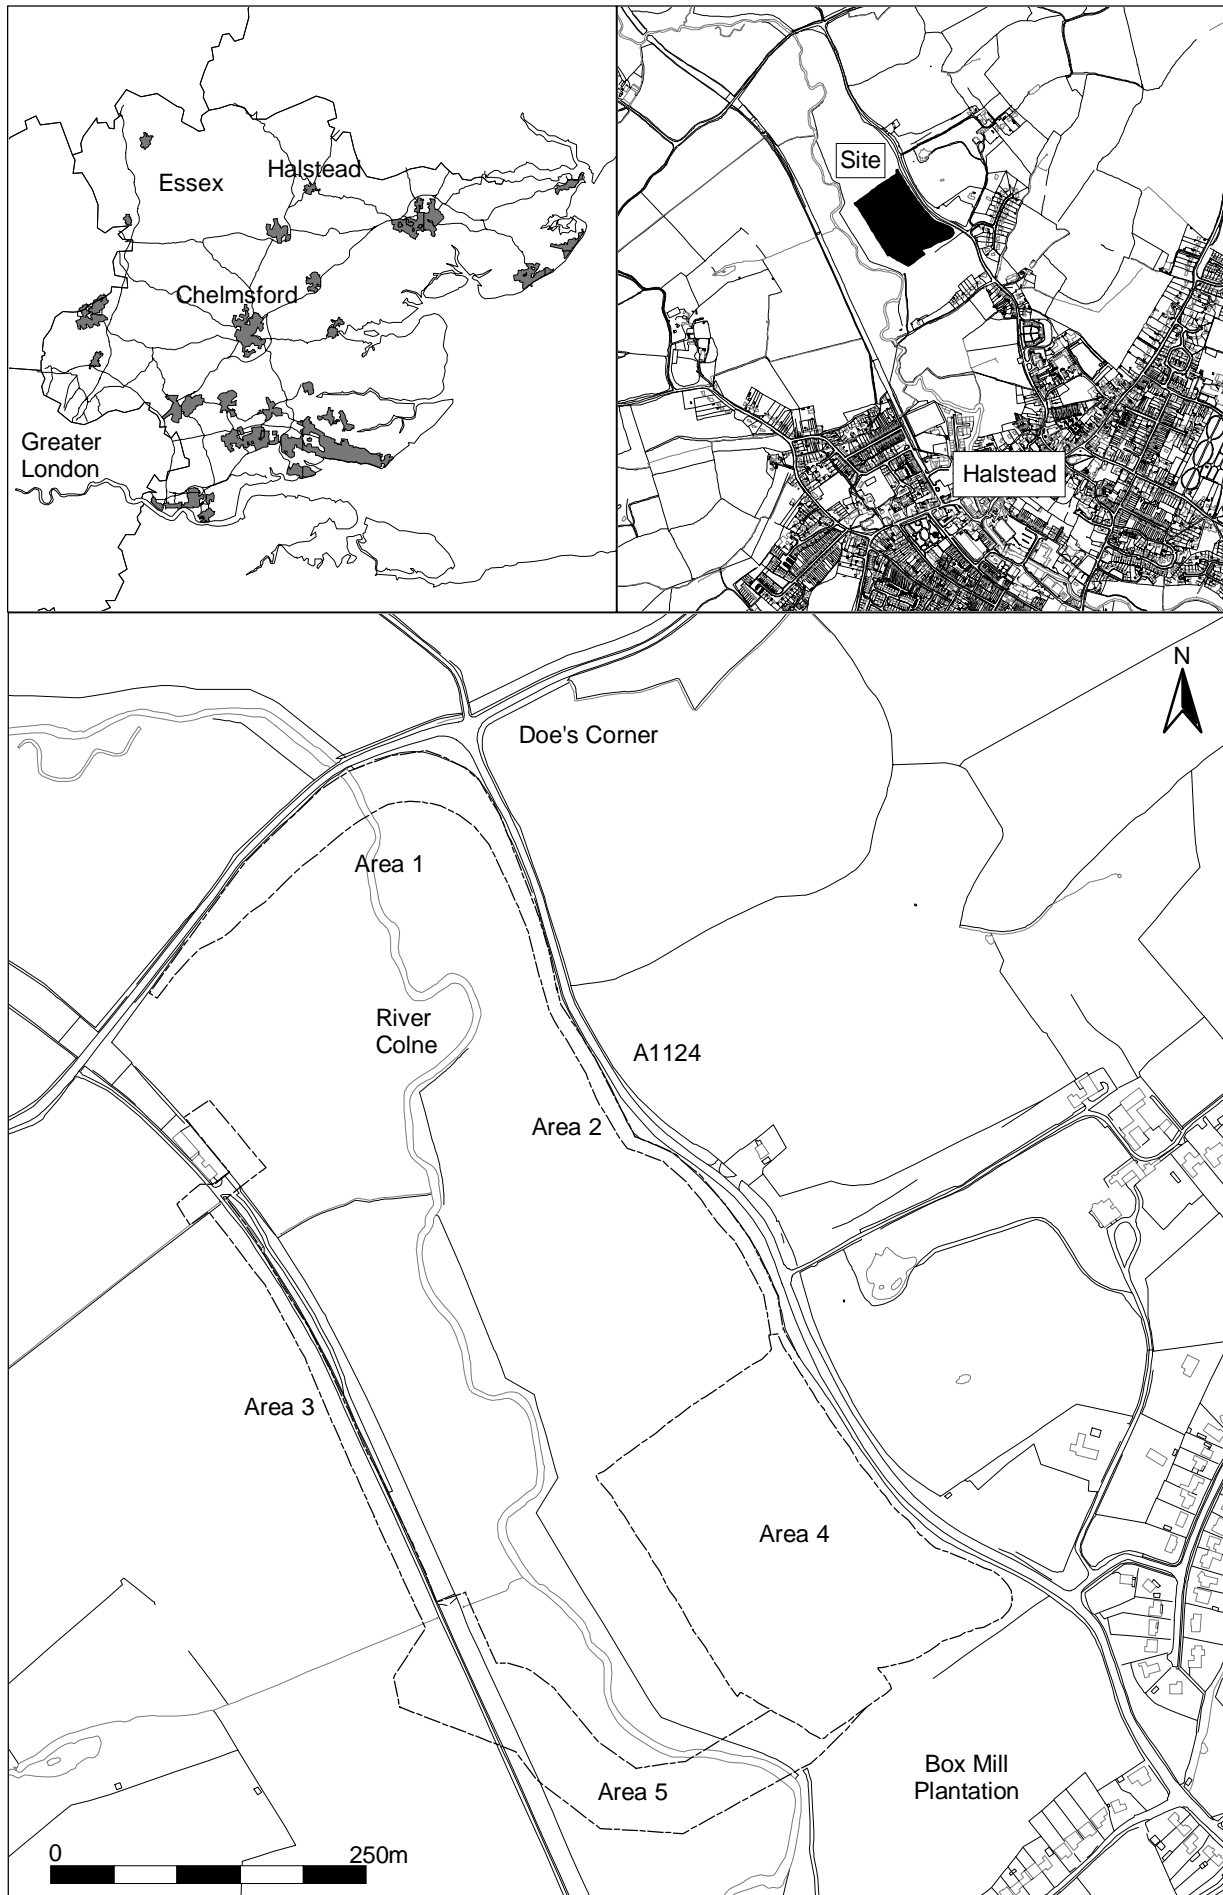 Essex
Halstead
Chelmsford
Greater
London
Site
Halstead
N
Doe's Corner
Area 1
River
Colne
A1124
Area 2
Area 3
Area 4
Box Mill
Plantation
Area 5
0
250m